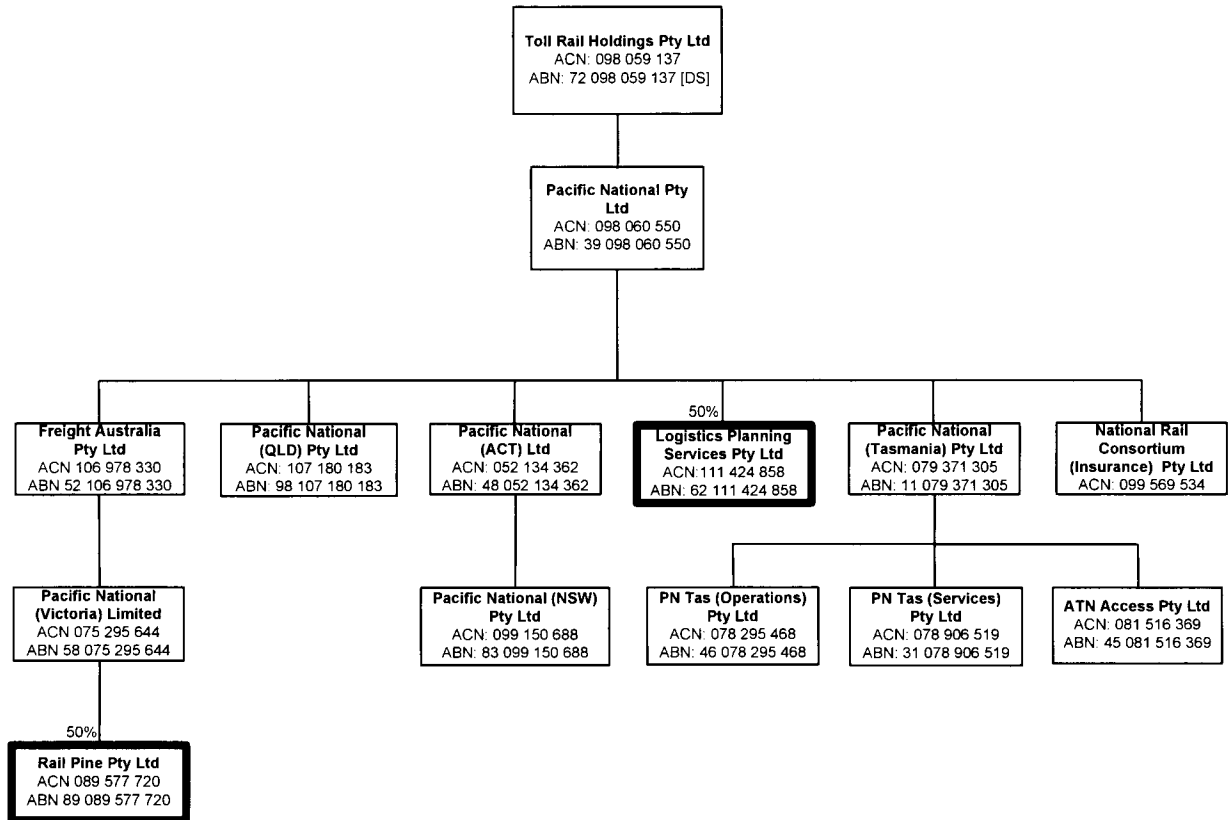 Toll Rail Holdings Pty Ltd
ACN: 098 059 137
ABN: 72 098 059 137 [DS]
Pacific National Pty
Ltd
ACN: 098 060 550
ABN: 39 098 060 550
Freight Australia
Pty Ltd
ACN 106 978 330
ABN 52 106 978 330
Pacific National
(QLD) Pty Ltd
ACN: 107 180 183
ABN: 98 107 180 183
Pacific National
(ACT) Ltd
ACN: 052 134 362
ABN: 48 052 134 362
50%
Logistics Planning
Services Pty Ltd
ACN:111 424 858
ABN: 62 111 424 858
Pacific National
(Tasmania) Pty Ltd
ACN: 079 371 305
ABN: 11 079 371 305
National Rail
Consortium
(Insurance) Pty Ltd
ACN: 099 569 534
Pacific National
(Victoria) Limited
ACN 075 295 644
ABN 58 075 295 644
Pacific National (NSW)
Pty Ltd
ACN: 099 150 688
ABN: 83 099 150 688
PN Tas (Operations)
Pty Ltd
ACN: 078 295 468
ABN: 46 078 295 468
PN Tas (Services)
Pty Ltd
ACN: 078 906 519
ABN: 31 078 906 519
ATN Access Pty Ltd
ACN: 081 516 369
ABN: 45 081 516 369
50%
Rail Pine Pty Ltd
ACN 089 577 720
ABN 89 089 577 720